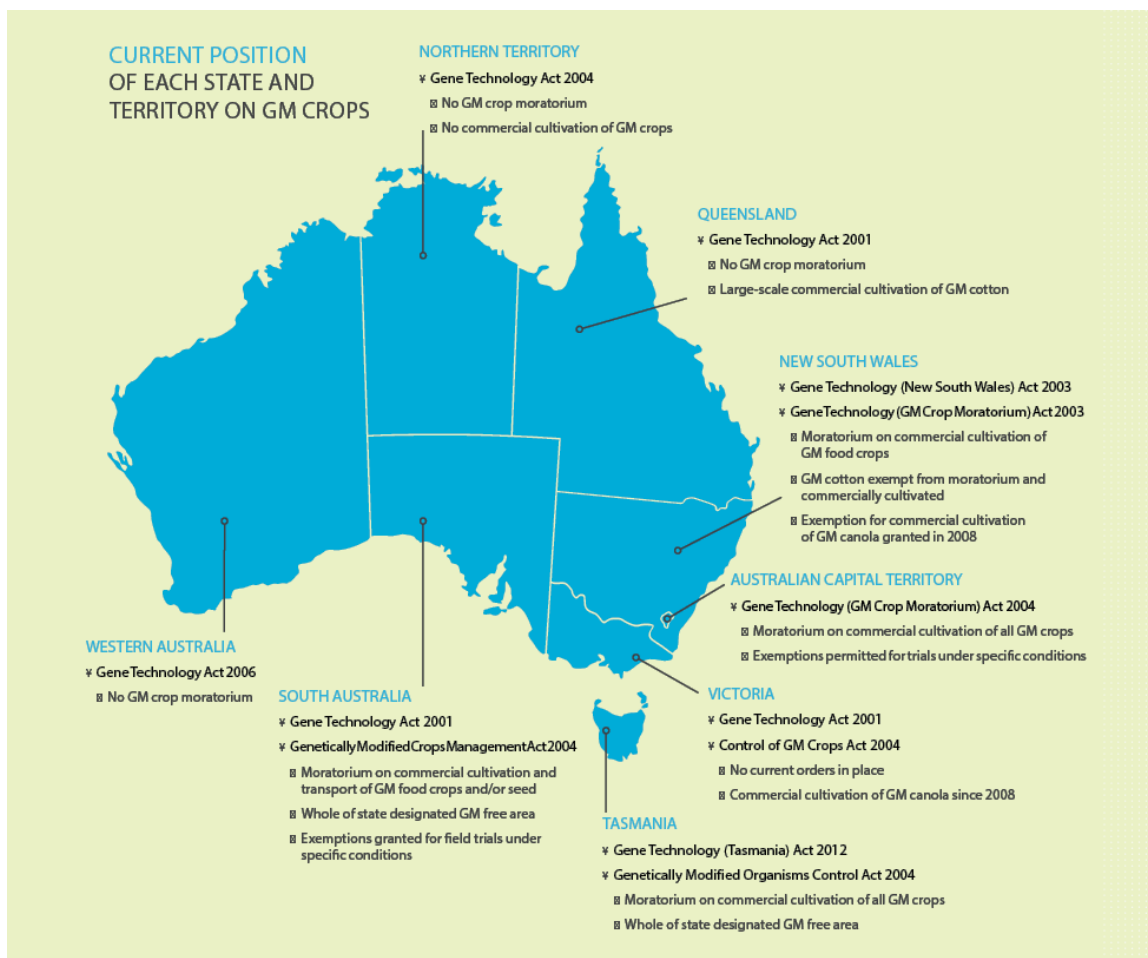 CURRENT POSITION
OF EACH STATE AND
TERRITORY ON GM CROPS
NORTHERN TERRITORY
¥ Gene Technology Act 2004
No GM crop moratorium
No commercial cultivation of GM crops
QUEENSLAND
¥ Gene Technology Act 2001
No GM crop moratorium
Large-scale commercial cultivation of GM cotton
NEW SOUTH WALES
¥ Gene Technology (New South Wales) Act 2003
¥ Gene Technology (GM Crop Moratorium) Act 2003
Moratorium on commercial cultivation of
GM food crops
GM cotton exempt from moratorium and
commercially cultivated
Exemption for commercial cultivation
of GM canola granted in 2008
AUSTRALIAN CAPITAL TERRITORY
¥ Gene Technology (GM Crop Moratorium) Act 2004
Moratorium on commercial cultivation of all GM crops
Exemptions permitted for trials under specific conditions
WESTERN AUSTRALIA
¥ Gene Technology Act 2006
No GM crop moratorium
SOUTH AUSTRALIA
¥ Gene Technology Act 2001
¥ Genetically Modified Crops Management Act 2004
Moratorium on commercial cultivation and
transport of GM food crops and/or seed
Whole of state designated GM free area
Exemptions granted for field trials under
specific conditions
VICTORIA
¥ Gene Technology Act 2001
¥ Control of GM Crops Act 2004
No current orders in place
Commercial cultivation of GM canola since 2008
TASMANIA
¥ Gene Technology (Tasmania) Act 2012
¥ Genetically Modified Organisms Control Act 2004
Moratorium on commercial cultivation of all GM crops
Whole of state designated GM free area